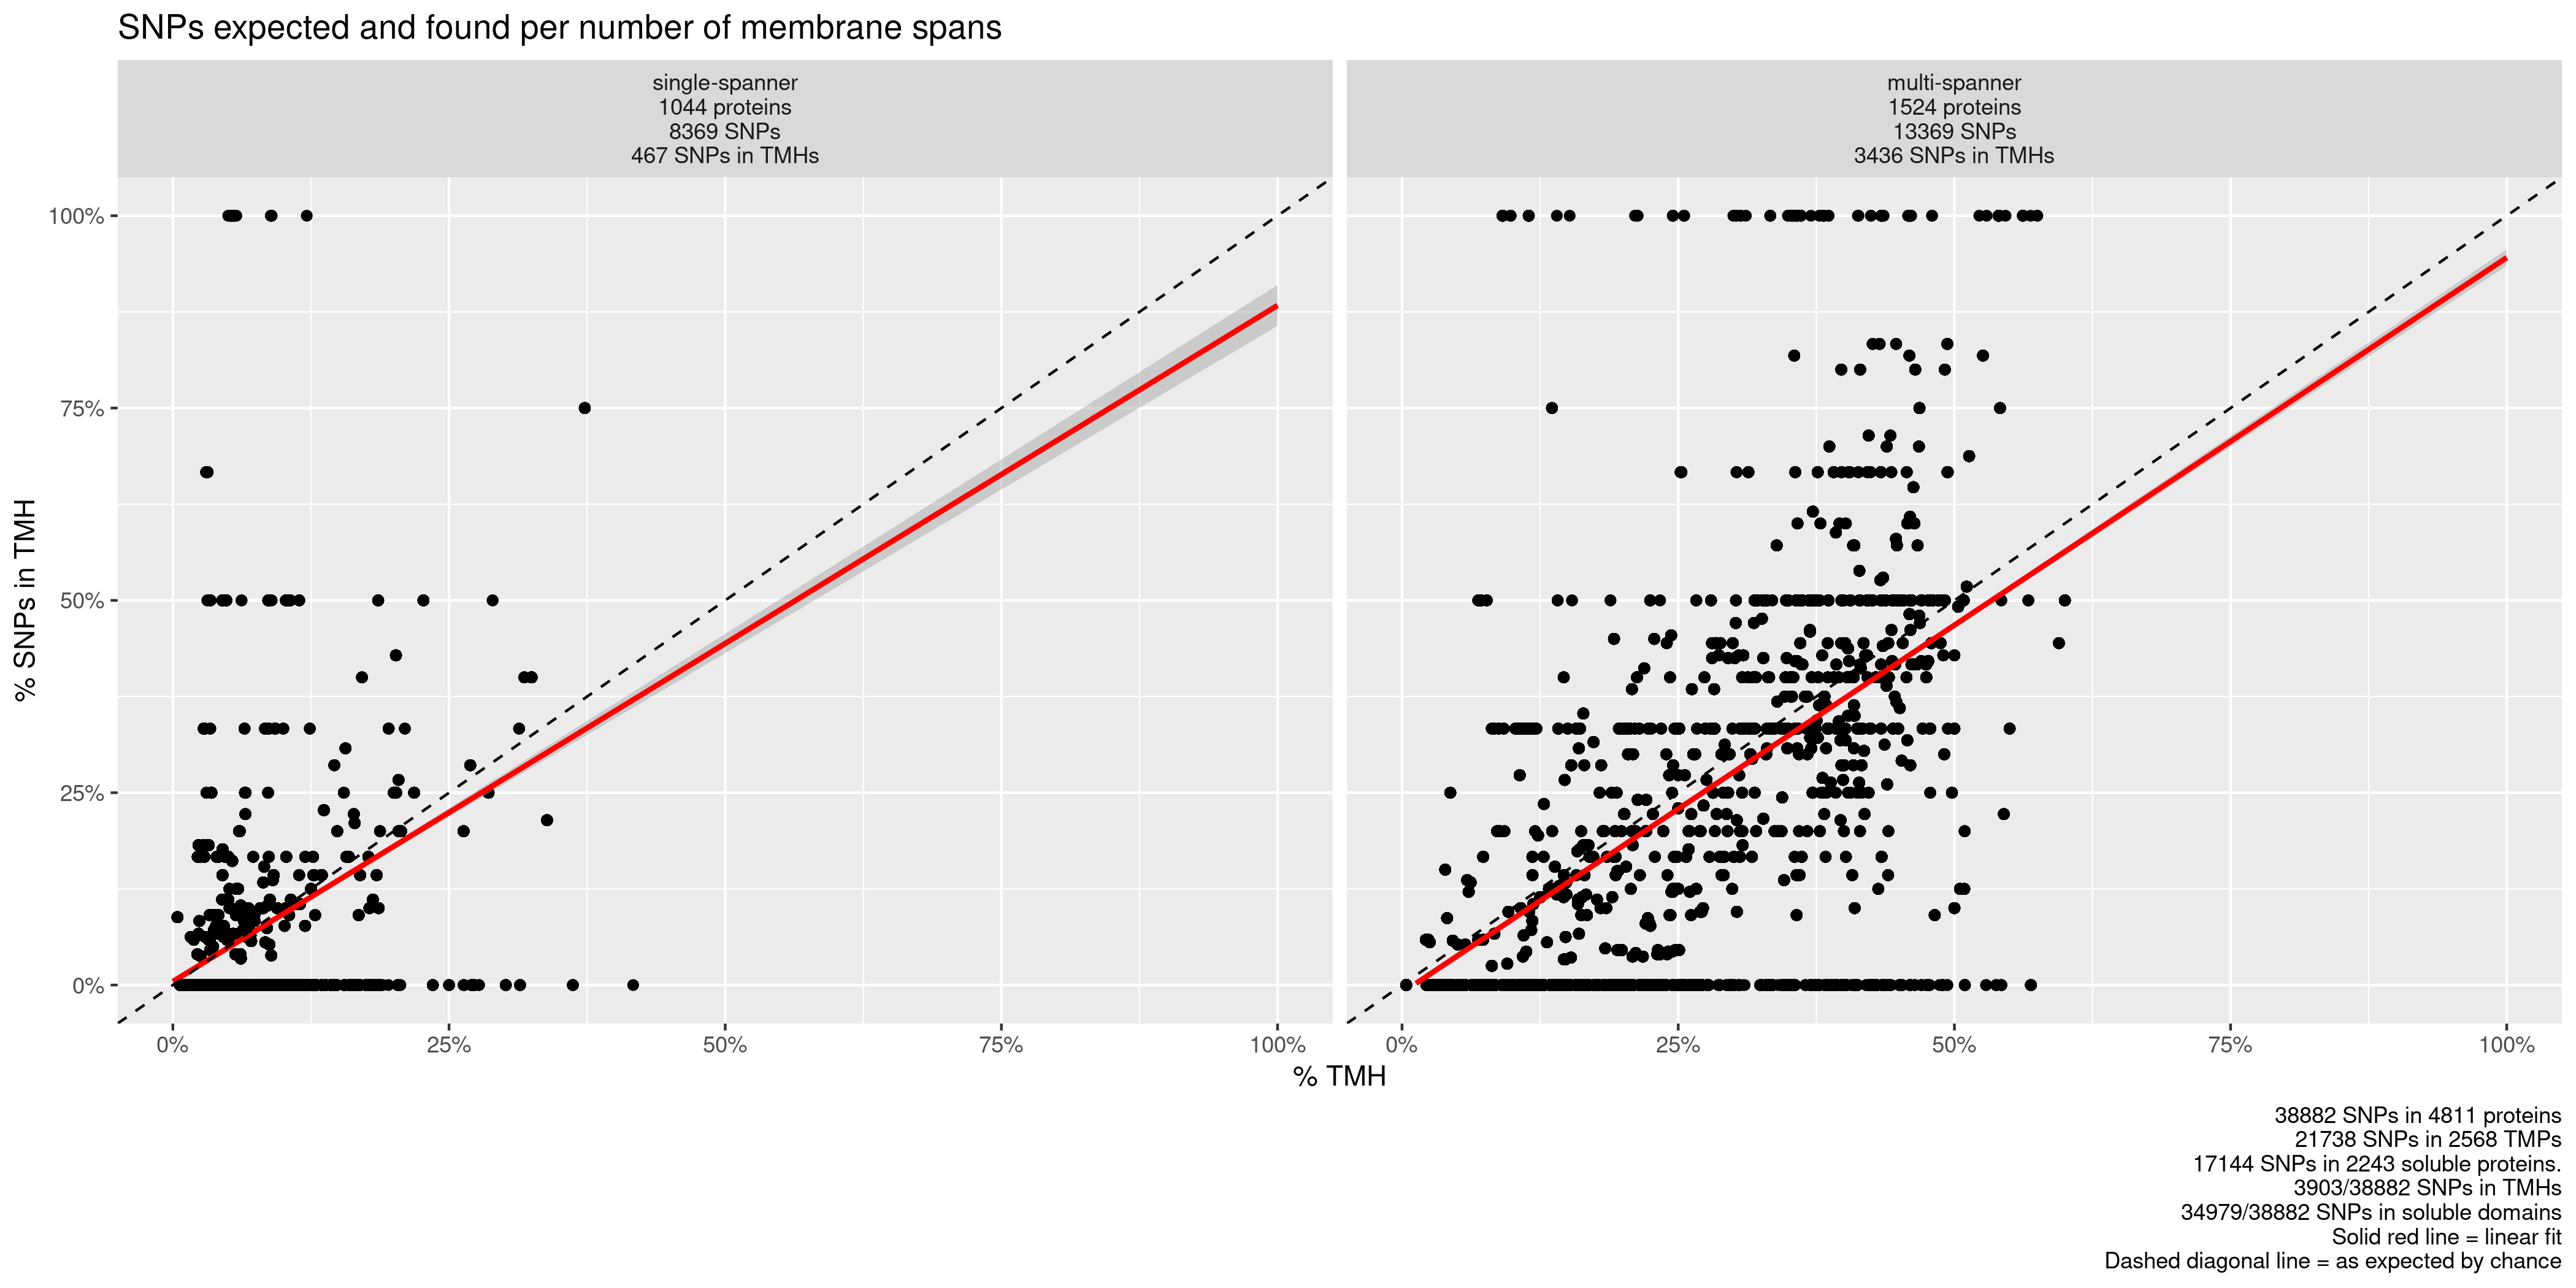 SNPs expected and found per number of membrane spans
single-spanner
1044 proteins
8369 SNPs
467 SNPs in TMHs
multi-spanner
1524 proteins
13369 SNPs
3436 SNPs in TMHs
% SNPs in TMH
100%
75%
50%
25%
0%
0%
25%
50%
75%
100%
0%
25%
50%
75%
100%
% TMH
38882 SNPs in 4811 proteins
21738 SNPs in 2568 TMPs
17144 SNPs in 2243 soluble proteins.
3903/38882 SNPs in TMHs
34979/38882 SNPs in soluble domains
Solid red line = linear fit
Dashed diagonal line = as expected by chance